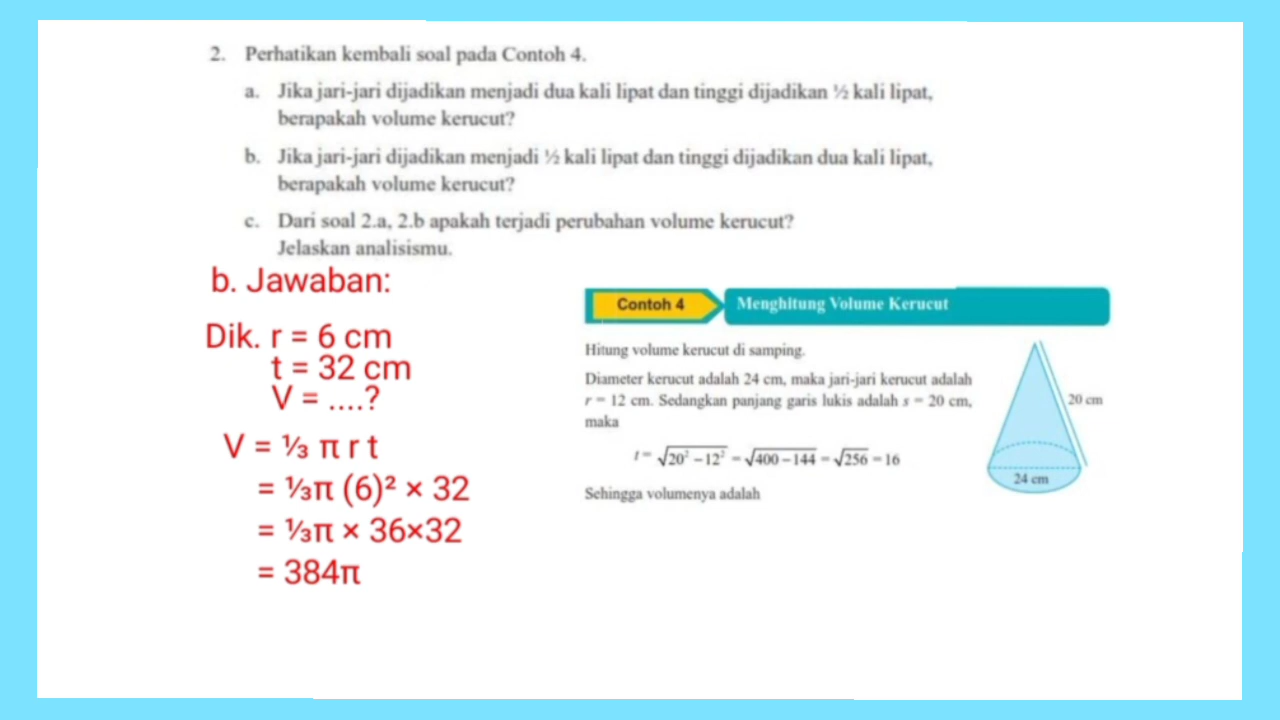 2. Perhatikan kembali soal pada Contoh 4.
a. Jika jari-jari dijadikan menjadi dua kali lipat dan tinggi dijadikan ½ kali lipat,
berapakah volume kerucut?
b. Jika jari-jari dijadikan menjadi ½ kali lipat dan tinggi dijadikan dua kali lipat,
berapakah volume kerucut?
c. Dari soal 2.a, 2.b apakah terjadi perubahan volume kerucut?
Jelaskan analisismu.
b. Jawaban:
Dik. r = 6 cm
t = 32 cm
V = ....?
V = ⅓ π r t
= ⅓π (6)² × 32
= ⅓π × 36×32
= 384π
Contoh 4
Menghitung Volume Kerucut
Hitung volume kerucut di samping.
Diameter kerucut adalah 24 cm, maka jari-jari kerucut adalah
r = 12 cm. Sedangkan panjang garis lukis adalah s = 20 cm,
maka
t = √20² − 12² = √400 − 144 = √256 = 16
Sehingga volumenya adalah
20 cm
24 cm